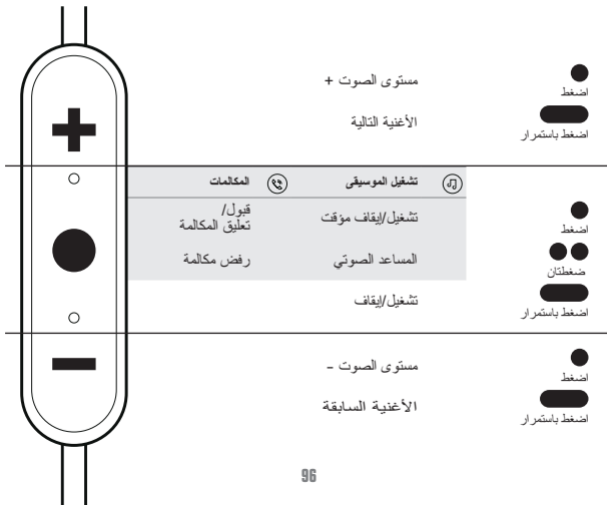 اضغط
مستوى الصوت +
اضغط باستمرار
الأغنية التالية
تشغيل الموسيقى
المكالمات
اضغط
تشغيل/إيقاف مؤقت
قبول/
تعليق المكالمة
ضغطتان
المساعد الصوتي
رفض مكالمة
اضغط باستمرار
تشغيل/إيقاف
اضغط
مستوى الصوت –
اضغط باستمرار
الأغنية السابقة
96